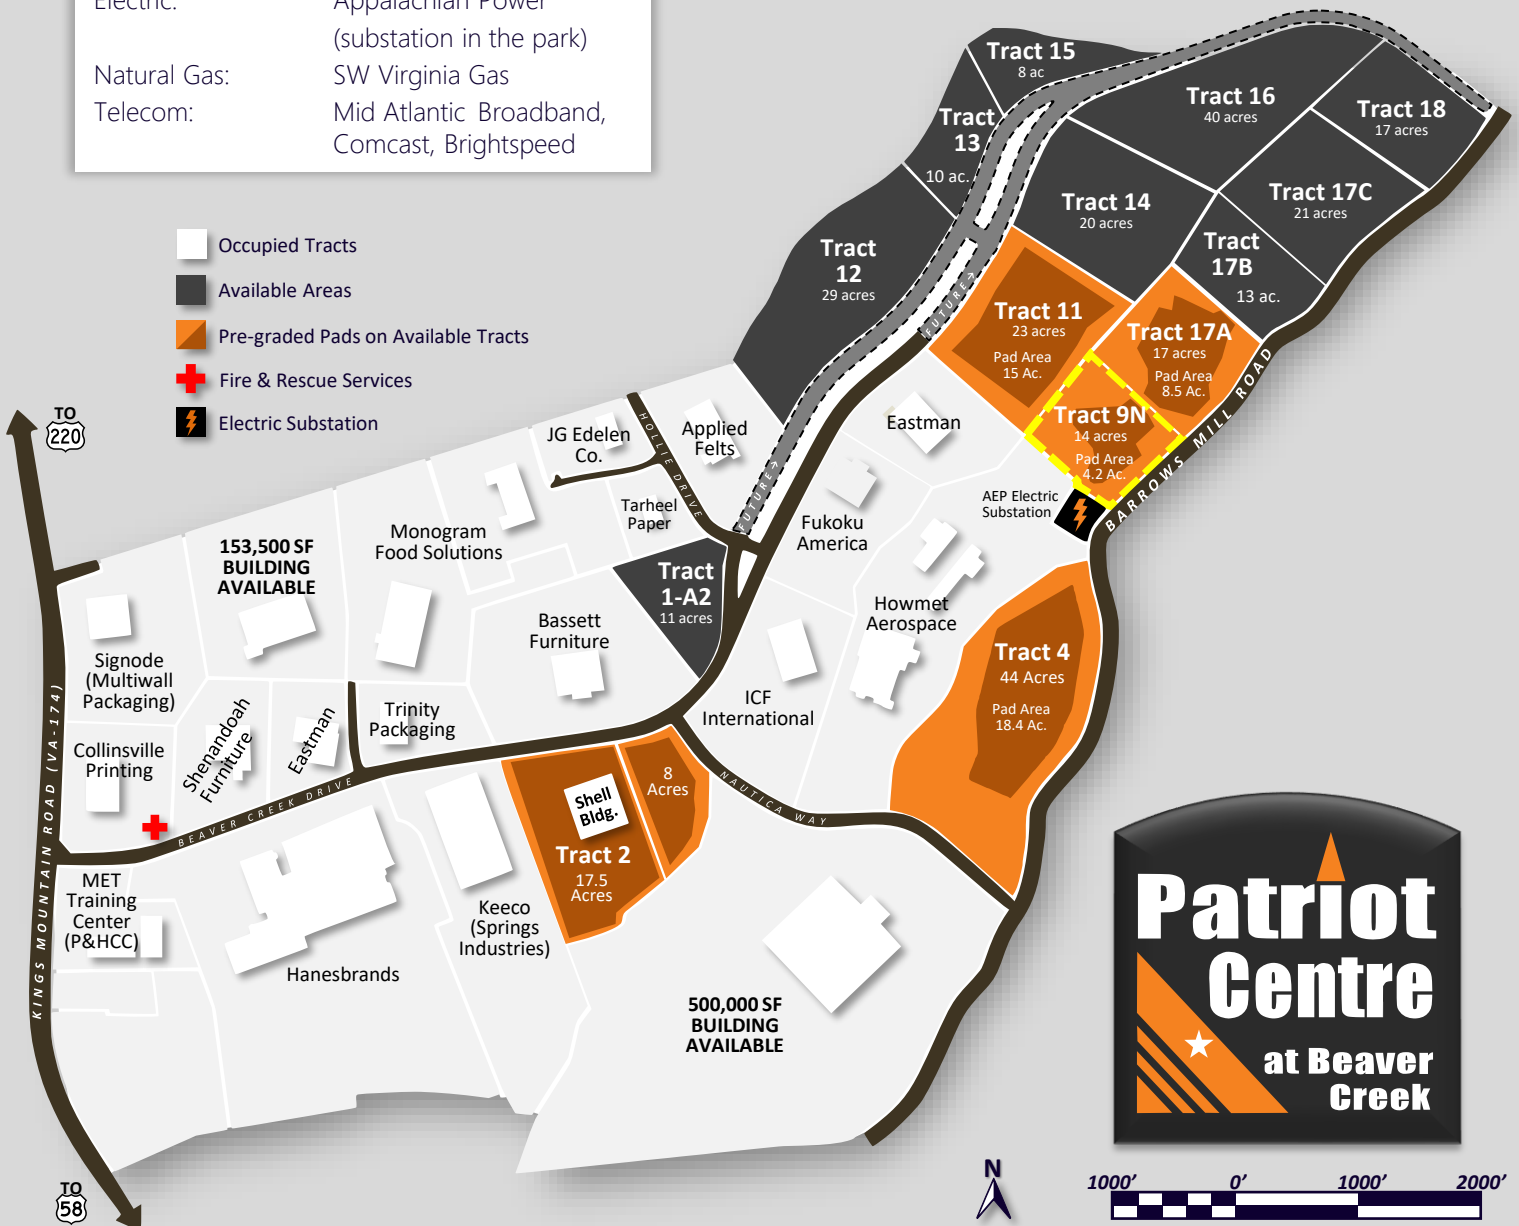 Electric: Appalachian Power
(substation in the park)
Natural Gas: SW Virginia Gas
Telecom: Mid Atlantic Broadband,
Comcast, Brightspeed
Occupied Tracts
Available Areas
Pre-graded Pads on Available Tracts
Fire & Rescue Services
Electric Substation
TO
220
Tract 15
8 ac
Tract
13
10 ac.
Tract 16
40 acres
Tract 18
17 acres
Tract 14
20 acres
Tract 17C
21 acres
Tract
17B
13 ac.
Tract
12
29 acres
FUTURE
Tract 11
23 acres
Pad Area
15 Ac.
Tract 17A
17 acres
Pad Area
8.5 Ac.
Tract 9N
14 acres
Pad Area
4.2 Ac.
BARROWS MILL ROAD
AEP Electric
Substation
Eastman
JG Edelen
Co.
HOLLIE DRIVE
Applied
Felts
FUTURE
Tarheel
Paper
Fukoku
America
Monogram
Food Solutions
153,500 SF
BUILDING
AVAILABLE
Tract
1-A2
11 acres
Howmet
Aerospace
Bassett
Furniture
Tract 4
44 Acres
Pad Area
18.4 Ac.
Signode
(Multiwall
Packaging)
ICF
International
Trinity
Packaging
Shenandoah
Furniture
Eastman
Collinsville
Printing
KINGS MOUNTAIN ROAD (VA-174)
BEAVER CREEK DRIVE
NAUTICA WAY
Shell
Bldg.
8
Acres
Tract 2
17.5
Acres
MET
Training
Center
(P&HCC)
Keeco
(Springs
Industries)
Hanesbrands
500,000 SF
BUILDING
AVAILABLE
Patriot
Centre
at Beaver
Creek
TO
58
N
1000’ 0’ 1000’ 2000’